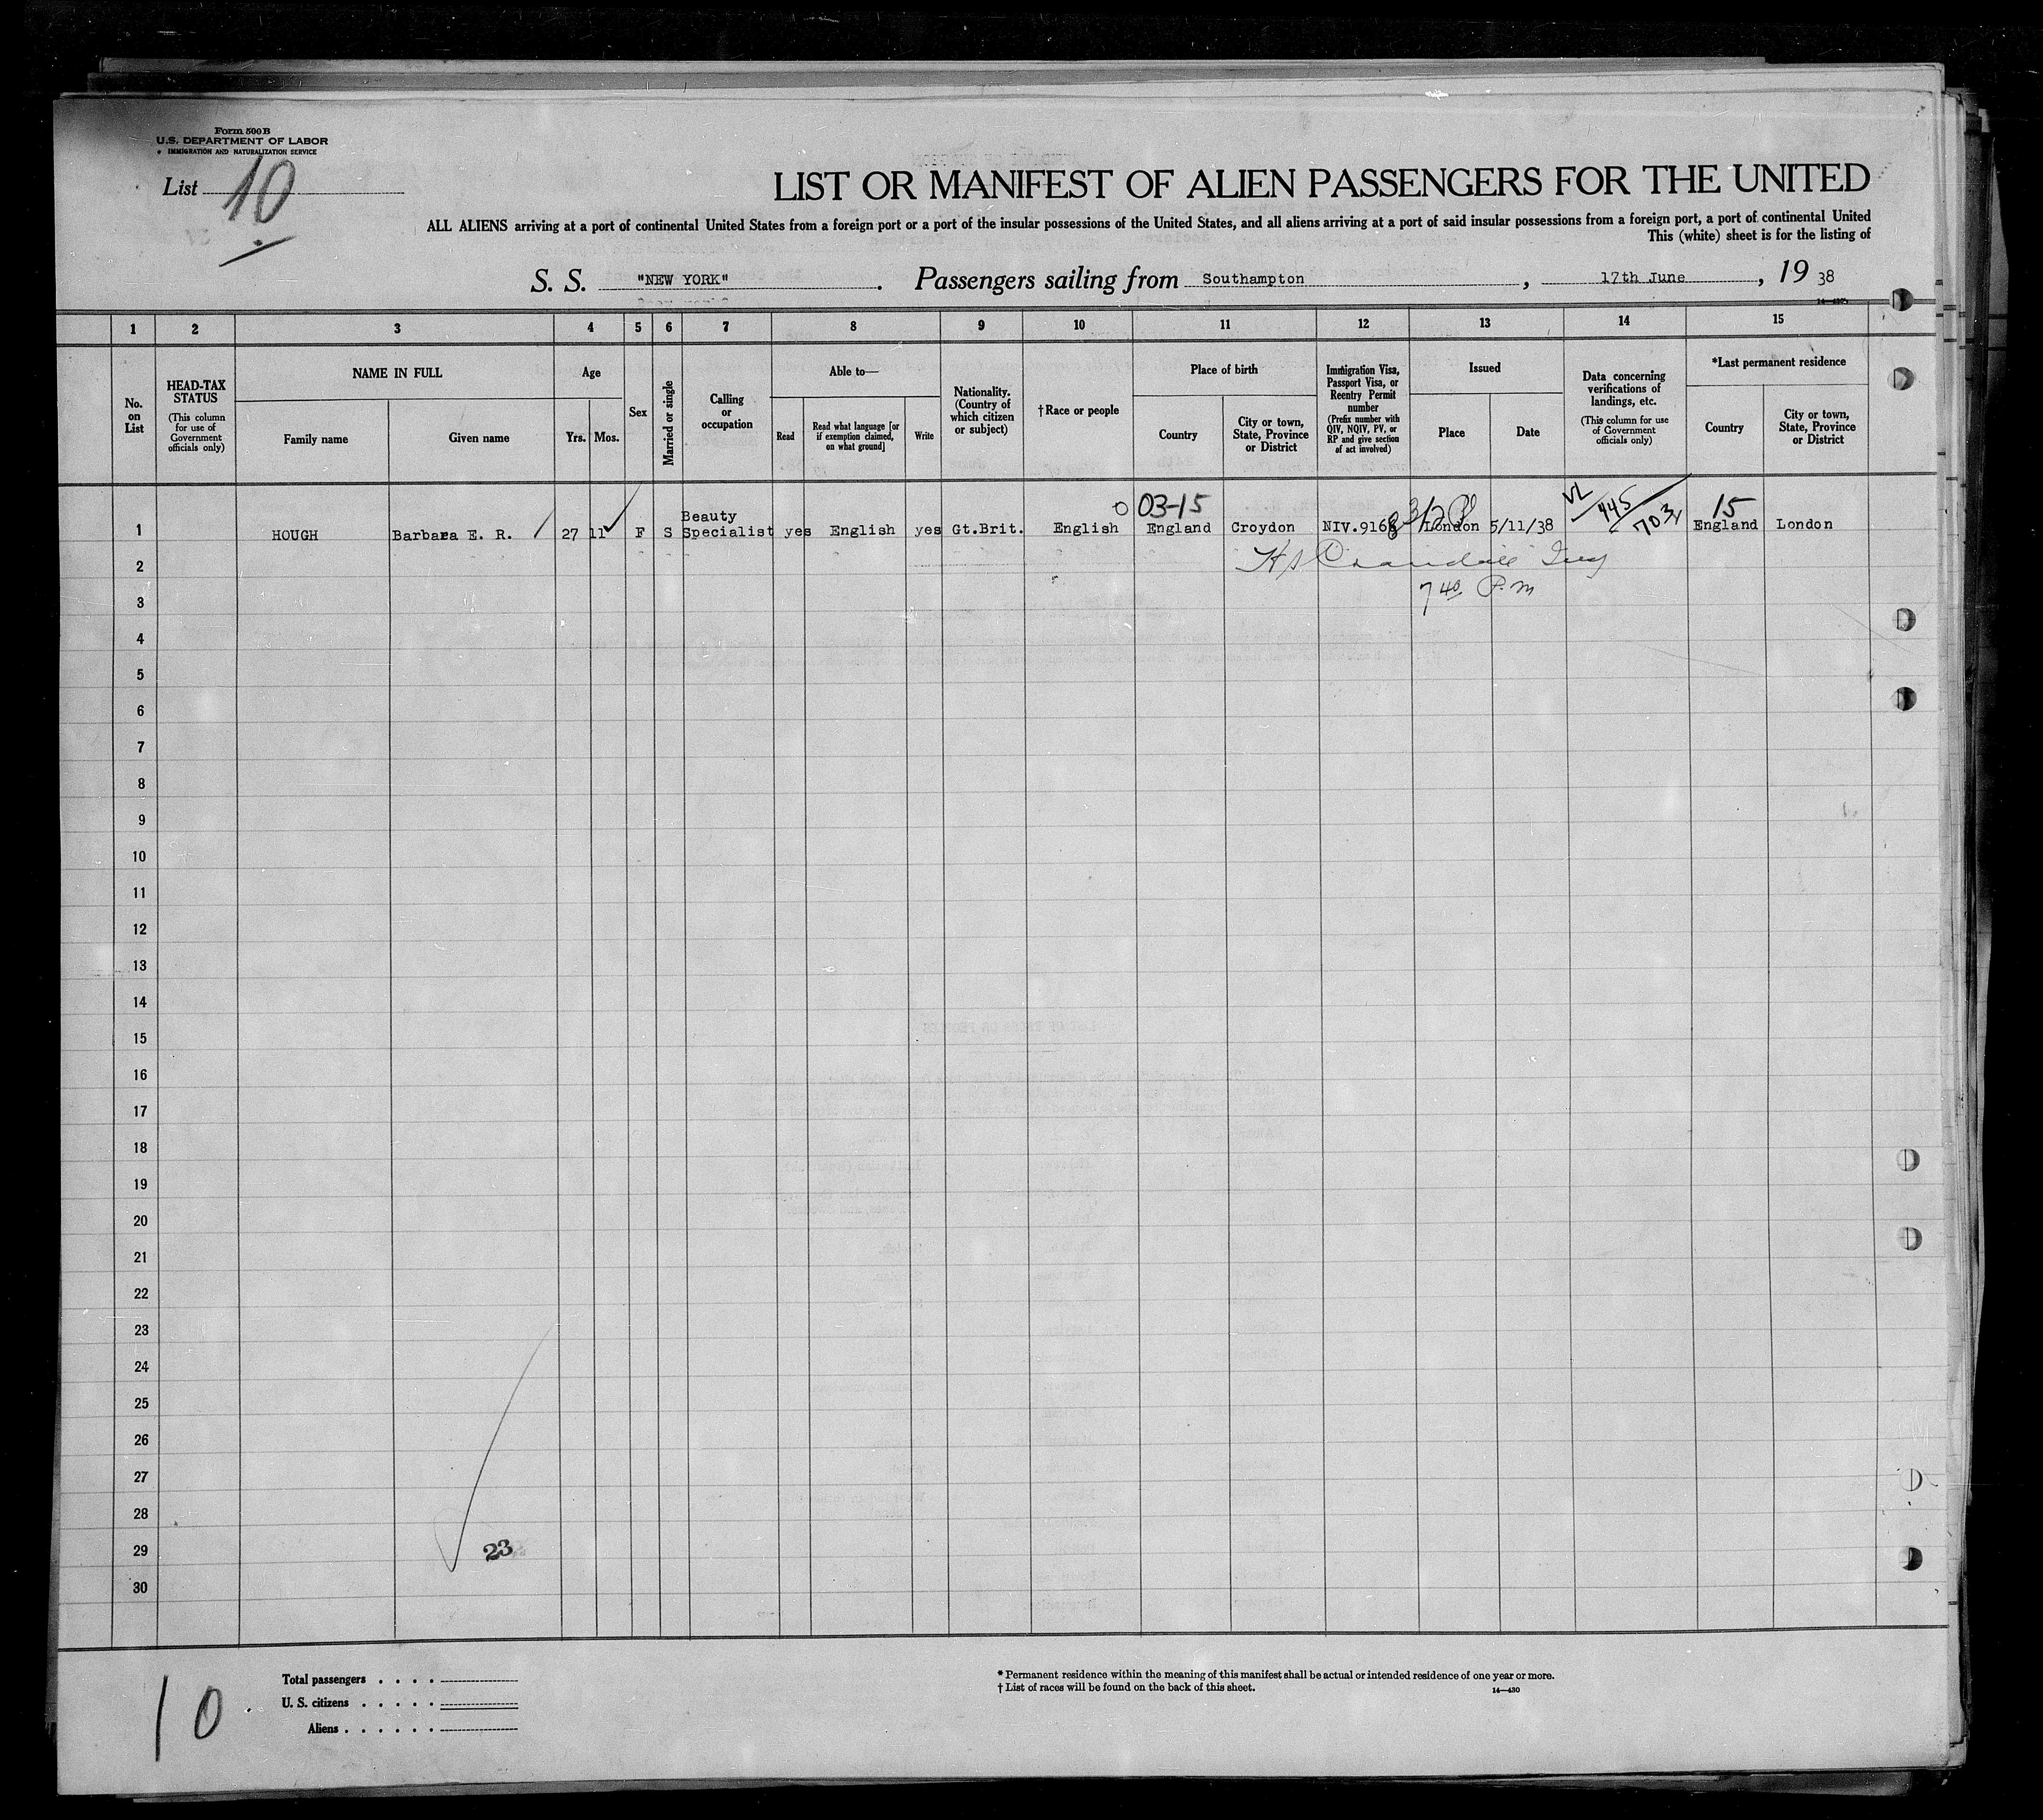 Form 500 B
U.S. DEPARTMENT OF LABOR
IMMIGRATION AND NATURALIZATION SERVICE
List 10
LIST OR MANIFEST OF ALIEN PASSENGERS FOR THE UNITED
ALL ALIENS arriving at a port of continental United States from a foreign port or a port of the insular possessions of the United States, and all aliens arriving at a port of said insular possessions from a foreign port, a port of continental United
This (white) sheet is for the listing of
S. S. "NEW YORK". Passengers sailing from Southampton, 17th June, 19 38
1 2 3 4 5 6 7 8 9 10 11 12 13 14 15
No. on List
HEAD-TAX STATUS (This column for use of Government officials only)
NAME IN FULL
Family name
Given name
Age
Yrs. Mos.
Sex
Married or single
Calling or occupation
Able to—
Read
Read what language [or if exemption claimed, on what ground]
Write
Nationality. (Country of which citizen or subject)
†Race or people
Place of birth
Country
City or town, State, Province or District
Immigration Visa, Passport Visa, or Reentry Permit number (Prefix number with QIV, NQIV, PV, or RP and give section of act involved)
Issued
Place
Date
Data concerning verifications of landings, etc. (This column for use of Government officials only)
*Last permanent residence
Country
City or town, State, Province or District
03-15
445/703
15
1 HOUGH Barbara E. R. 27 11 F S Beauty Specialist yes English yes Gt.Brit. English England Croydon NIV.9168 London 5/11/38 England London
2
7 40 P.m
3
4
5
6
7
8
9
10
11
12
13
14
15
16
17
18
19
20
21
22
23
24
25
26
27
28
29
23
30
10
Total passengers . . . .
U. S. citizens . . . . .
Aliens . . . . . .
* Permanent residence within the meaning of this manifest shall be actual or intended residence of one year or more.
† List of races will be found on the back of this sheet.
14—430